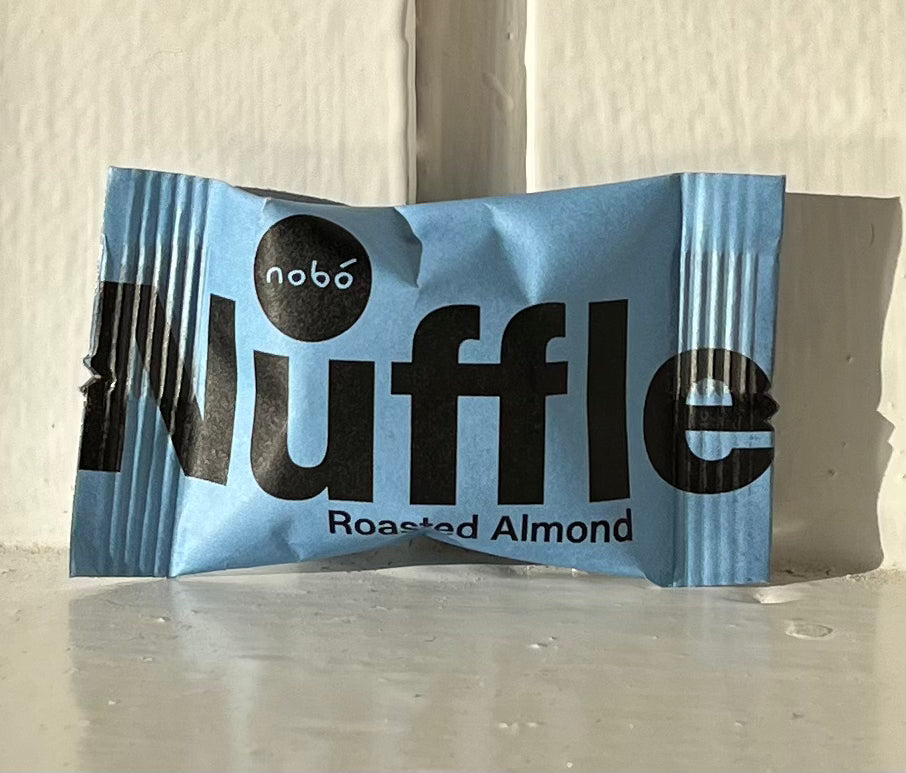 nobó
Nuffle
Roasted Almond